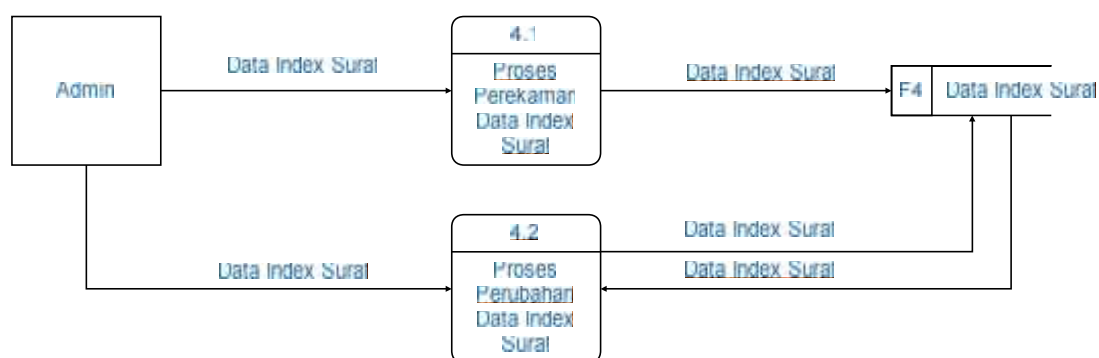 Admin
Data Index Surat
4.1
Proses
Perekaman
Data Index
Surat
Data Index Surat
F4
Data Index Surat
Data Index Surat
4.2
Proses
Perubahan
Data Index
Surat
Data Index Surat
Data Index Surat